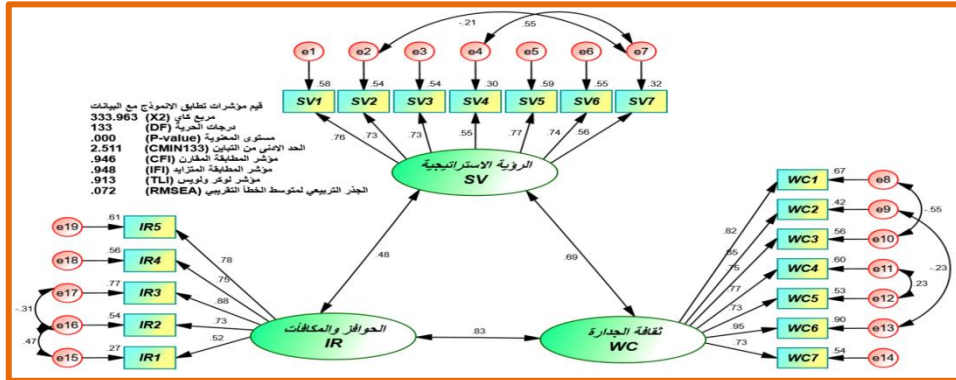 -.21
.55
e1 e2 e3 e4 e5 e6 e7
.58 .54 .54 .30 .59 .55 .32
SV1 SV2 SV3 SV4 SV5 SV6 SV7
.76 .73 .73 .55 .77 .74 .56
قيم مؤشرات تطابق الانموذج مع البيانات
مربع كاي (X2) 333.963
درجات الحرية (DF) 133
مستوى المعنوية (P-value) .000
الحد الادنى من التباين (CMIN133) 2.511
مؤشر المطابقة المقارن (CFI) .946
مؤشر المطابقة المتزايد (IFI) .948
مؤشر لوكر ولويس (TLI) .913
الجذر التربيعي لمتوسط الخطأ التقريبي (RMSEA) .072
الرؤية الاستراتيجية
SV
.48
.69
.83
e19 .61 IR5 .78
e18 .56 IR4 .75
e17 .77 IR3 .88
-.31
e16 .54 IR2 .73
.47
e15 .27 IR1 .52
الحوافز والمكافأت
IR
WC1 .67 e8 .82
WC2 .42 e9
-.55
WC3 .56 e10 .75
WC4 .60 e11 .77
-.23
.23
WC5 .53 e12 .73
WC6 .90 e13 .95
WC7 .54 e14 .73
ثقافة الجدارة
WC